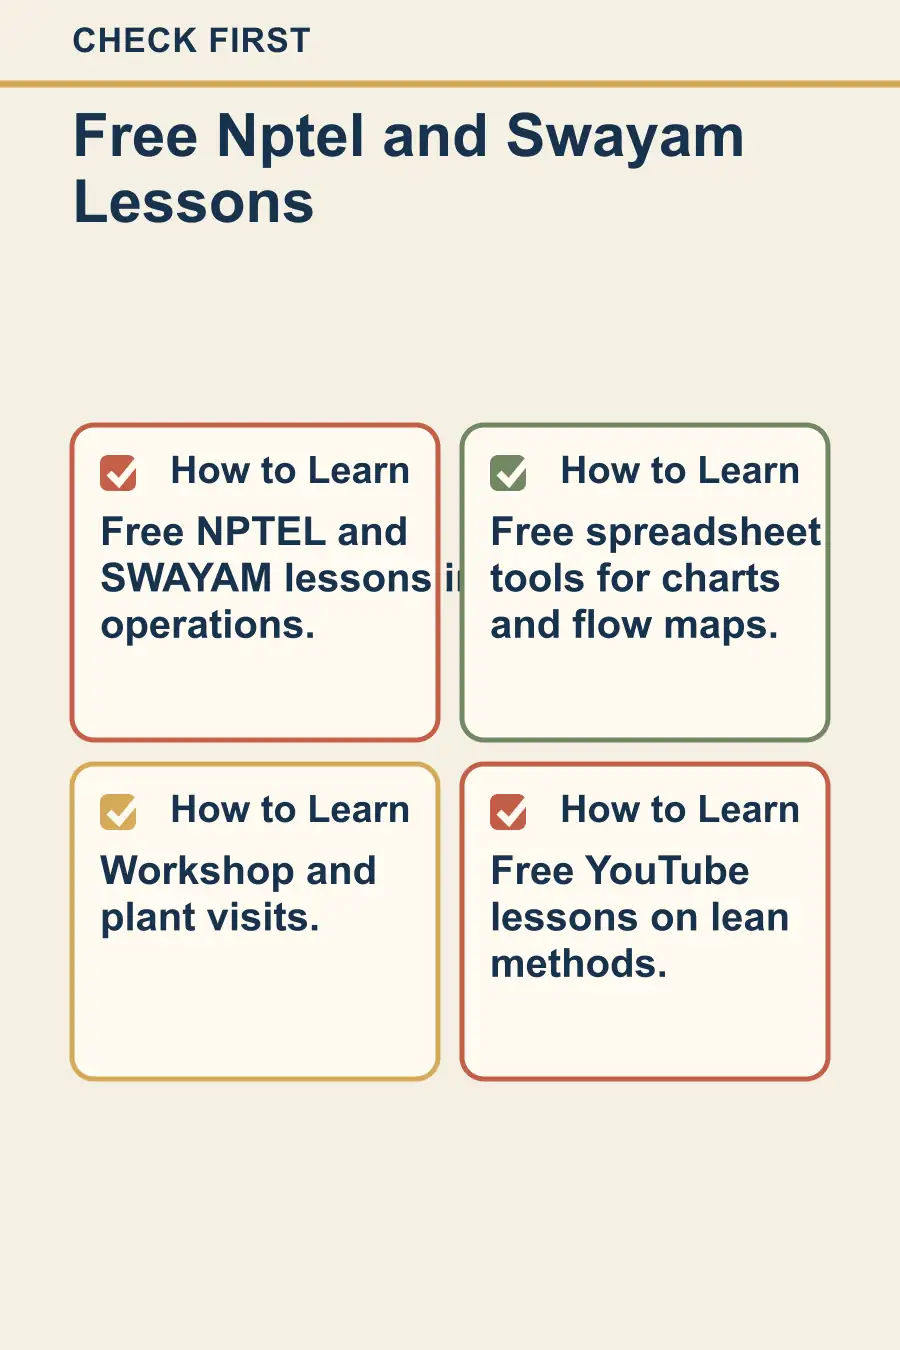 CHECK FIRST
Free Nptel and Swayam
Lessons
How to Learn
Free NPTEL and
SWAYAM lessons
operations.
How to Learn
Free spreadsheet
tools for charts
and flow maps.
How to Learn
Workshop and
plant visits.
How to Learn
Free YouTube
lessons on lean
methods.